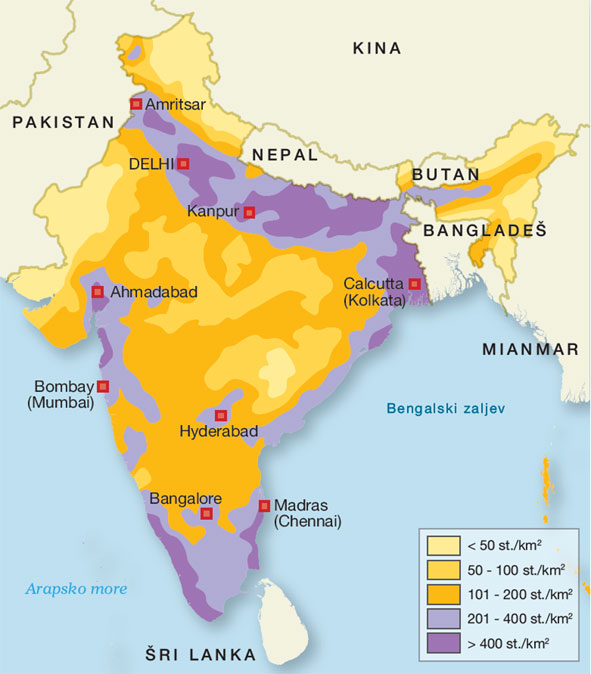 KINA
Amritsar
PAKISTAN
NEPAL
DELHI
BUTAN
Kanpur
BANGLADEŠ
Ahmadabad
Calcutta
(Kolkata)
MIANMAR
Bombay
(Mumbai)
Bengalski zaljev
Hyderabad
Bangalore
Madras
(Chennai)
< 50 st./km²
50 - 100 st./km²
101 - 200 st./km²
201 - 400 st./km²
> 400 st./km²
Arapsko more
ŠRI LANKA